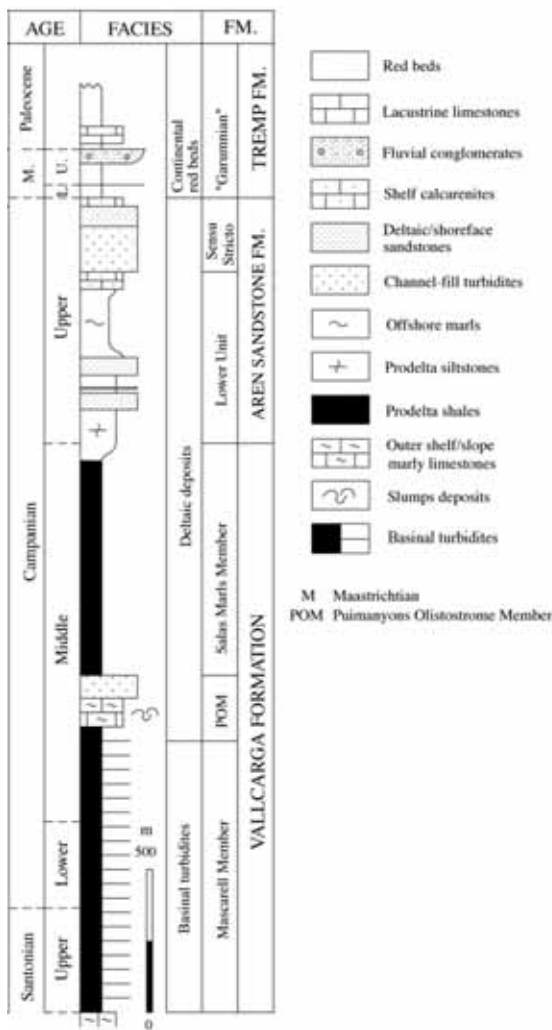 AGE
FACIES
FM.
Paleocene
M.
U.
L.
Continental
red beds
"Garumnian"
TREMP FM.
Campanian
Upper
Sensu
Stricto
Lower Unit
AREN SANDSTONE FM.
Middle
Deltaic deposits
Salas Marls Member
POM
VALLCARGA FORMATION
Lower
Basinal turbidites
Mascarell Member
Santonian
Upper
m
500
0
Red beds
Lacustrine limestones
Fluvial conglomerates
Shelf calcarenites
Deltaic/shoreface
sandstones
Channel-fill turbidites
Offshore marls
Prodelta siltstones
Prodelta shales
Outer shelf/slope
marly limestones
Slumps deposits
Basinal turbidites
M Maastrichtian
POM Puimanyons Olistostrome Member